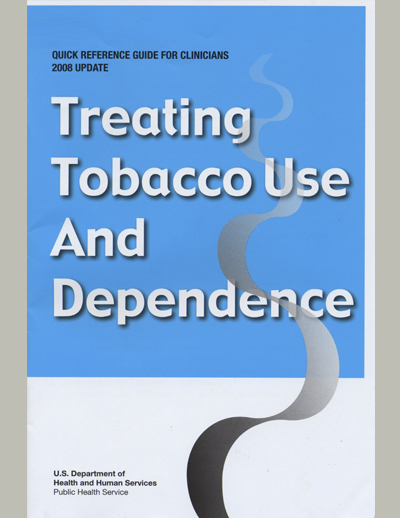 QUICK REFERENCE GUIDE FOR CLINICIANS
2008 UPDATE
Treating
Tobacco Use
And
Dependence
U.S. Department of
Health and Human Services
Public Health Service